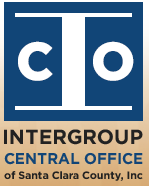 CIO
INTERGROUP
CENTRAL OFFICE
of Santa Clara County, Inc